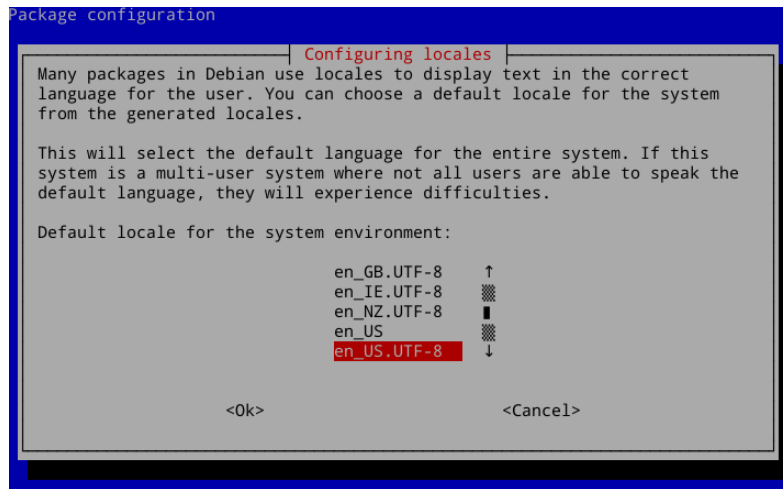 Package configuration
Configuring locales
Many packages in Debian use locales to display text in the correct
language for the user. You can choose a default locale for the system
from the generated locales.
This will select the default language for the entire system. If this
system is a multi-user system where not all users are able to speak the
default language, they will experience difficulties.
Default locale for the system environment:
en_GB.UTF-8
en_IE.UTF-8
en_NZ.UTF-8
en_US
en_US.UTF-8
<Ok> <Cancel>